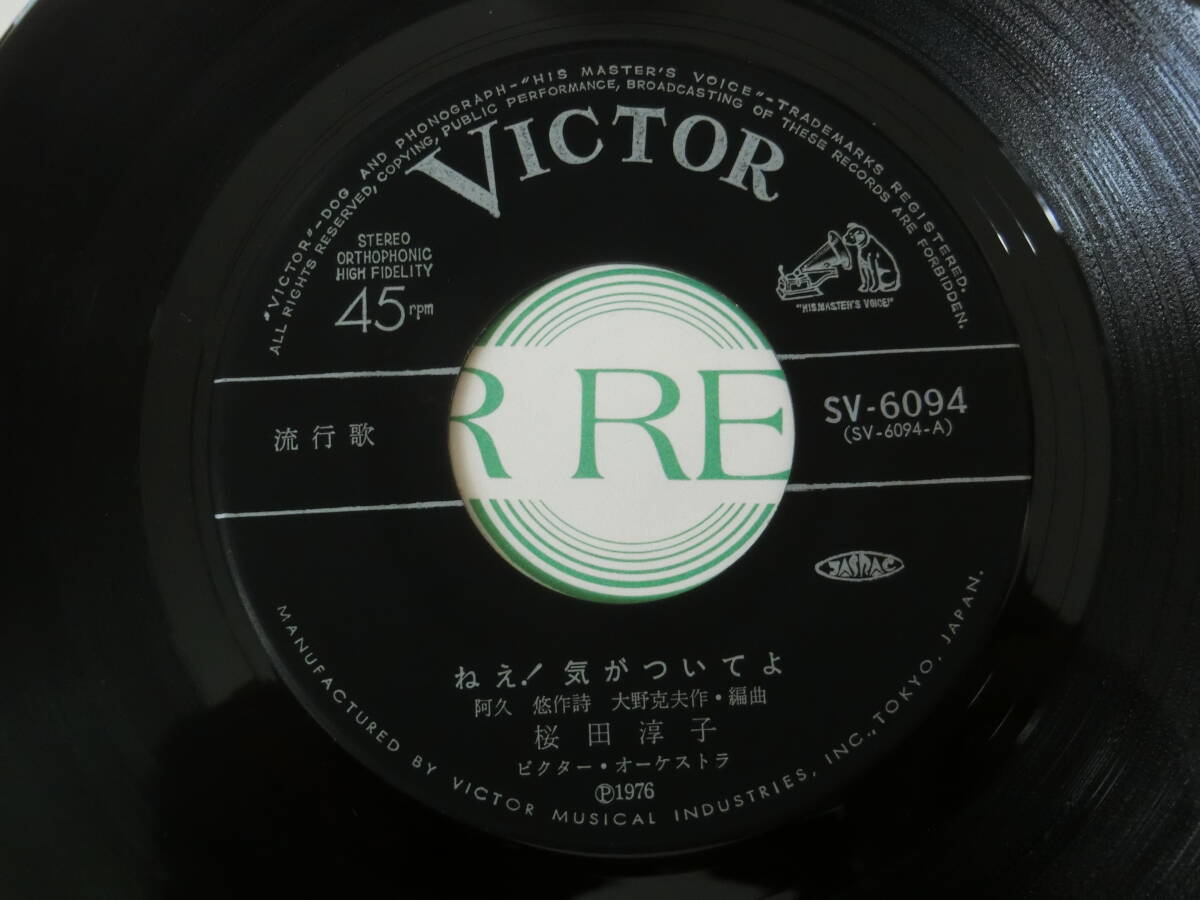 "VICTOR"–DOG AND PHONOGRAPH–"HIS MASTER'S VOICE"–TRADEMARKS REGISTERED.
ALL RIGHTS RESERVED, COPYING, PUBLIC PERFORMANCE, BROADCASTING OF THESE RECORDS ARE FORBIDDEN.
VICTOR
STEREO
ORTHOPHONIC
HIGH FIDELITY
45rpm
"HIS MASTER'S VOICE"
流行歌
R RE
SV-6094
(SV-6094-A)
JASRAC
ねえ!気がついてよ
阿久 悠作詩 大野克夫作・編曲
桜田淳子
ビクター・オーケストラ
Ⓟ1976
MANUFACTURED BY VICTOR MUSICAL INDUSTRIES, INC., TOKYO, JAPAN.